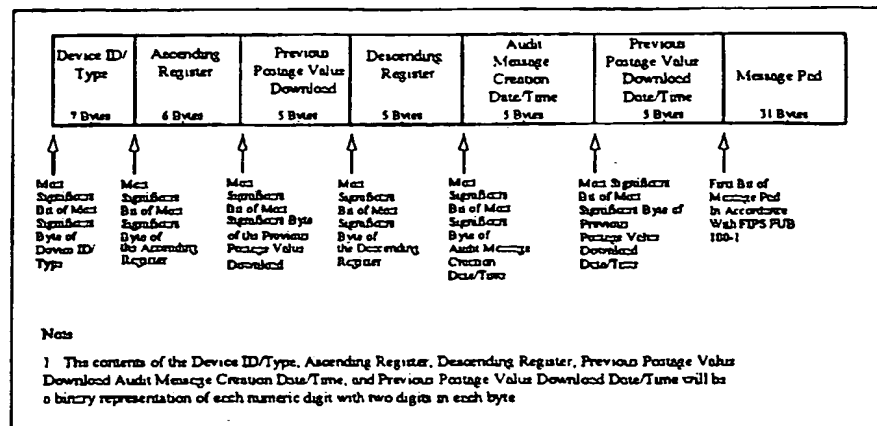 Device ID/
Type
7 Bytes
Ascending
Register
6 Bytes
Previous
Postage Value
Download
5 Bytes
Descending
Register
5 Bytes
Audit
Message
Creation
Date/Time
5 Bytes
Previous
Postage Value
Download
Date/Time
5 Bytes
Message Pad
31 Bytes
Most
Significant
Bit of Most
Significant
Byte of
Device ID/
Type
Most
Significant
Bit of Most
Significant
Byte of
the Ascending
Register
Most
Significant
Bit of Most
Significant Byte
of the Previous
Postage Value
Download
Most
Significant
Bit of Most
Significant
Byte of
the Descending
Register
Most
Significant
Bit of Most
Significant
Byte of
Audit Message
Creation
Date/Time
Most Significant
Bit of Most
Significant Byte of
Previous
Postage Value
Download
Date/Time
First Bit of
Message Pad
In Accordance
With FIPS PUB
180-1
Note
1 The contents of the Device ID/Type, Ascending Register, Descending Register, Previous Postage Value
Download Audit Message Creation Date/Time, and Previous Postage Value Download Date/Time will be
a binary representation of each numeric digit with two digits in each byte